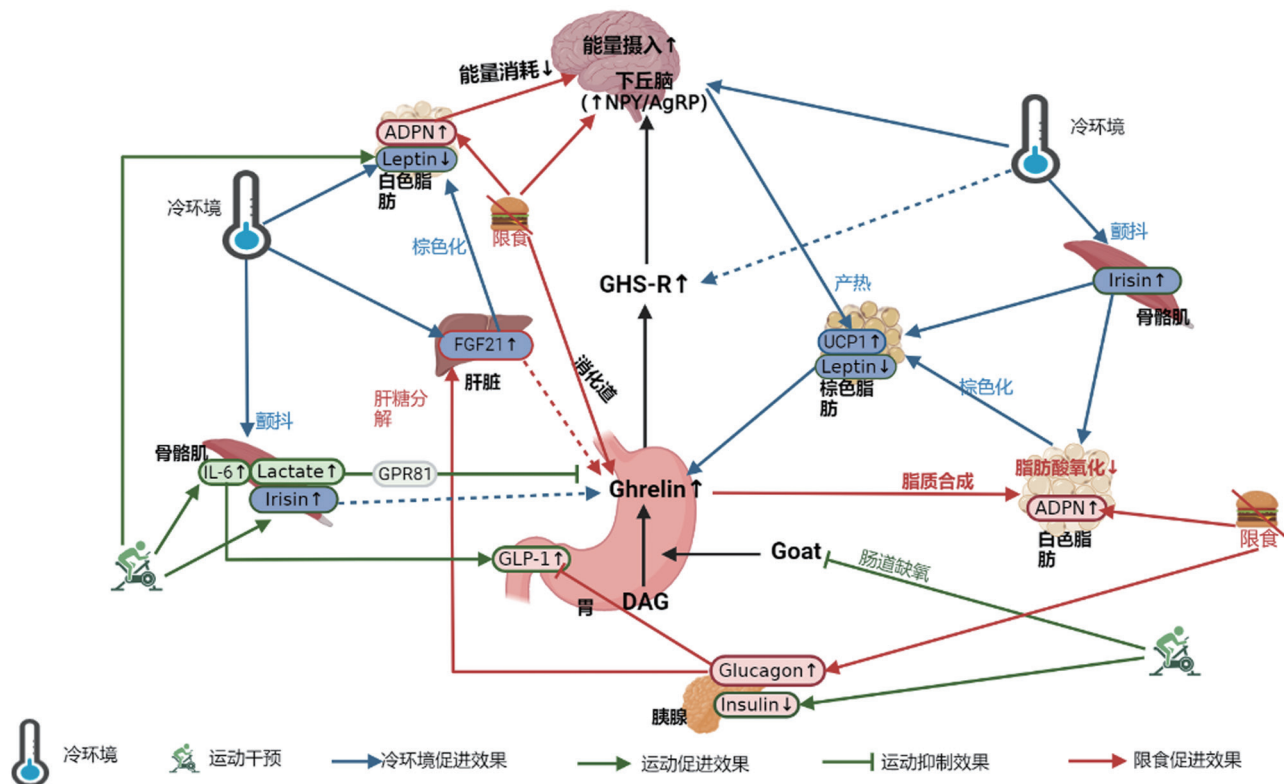 能量摄入↑
能量消耗↓
下丘脑
(↑NPY/AgRP)
ADPN↑
Leptin↓
白色脂
肪
冷环境
冷环境
限食
棕色化
颤抖
GHS-R↑
产热
Irisin↑
骨骼肌
FGF21↑
肝脏
消化道
UCP1↑
Leptin↓
棕色脂
肪
棕色化
肝糖分
解
颤抖
骨骼肌
IL-6↑
Lactate↑
GPR81
Irisin↑
Ghrelin↑
脂质合成
脂肪酸氧化↓
ADPN↑
白色脂
肪
限食
GLP-1↑
Goat
肠道缺氧
胃
DAG
Glucagon↑
Insulin↓
胰腺
冷环境
运动干预
冷环境促进效果
运动促进效果
运动抑制效果
限食促进效果